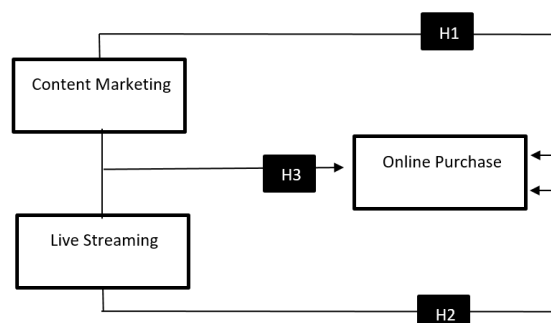 H1
Content Marketing
Online Purchase
H3
Live Streaming
H2